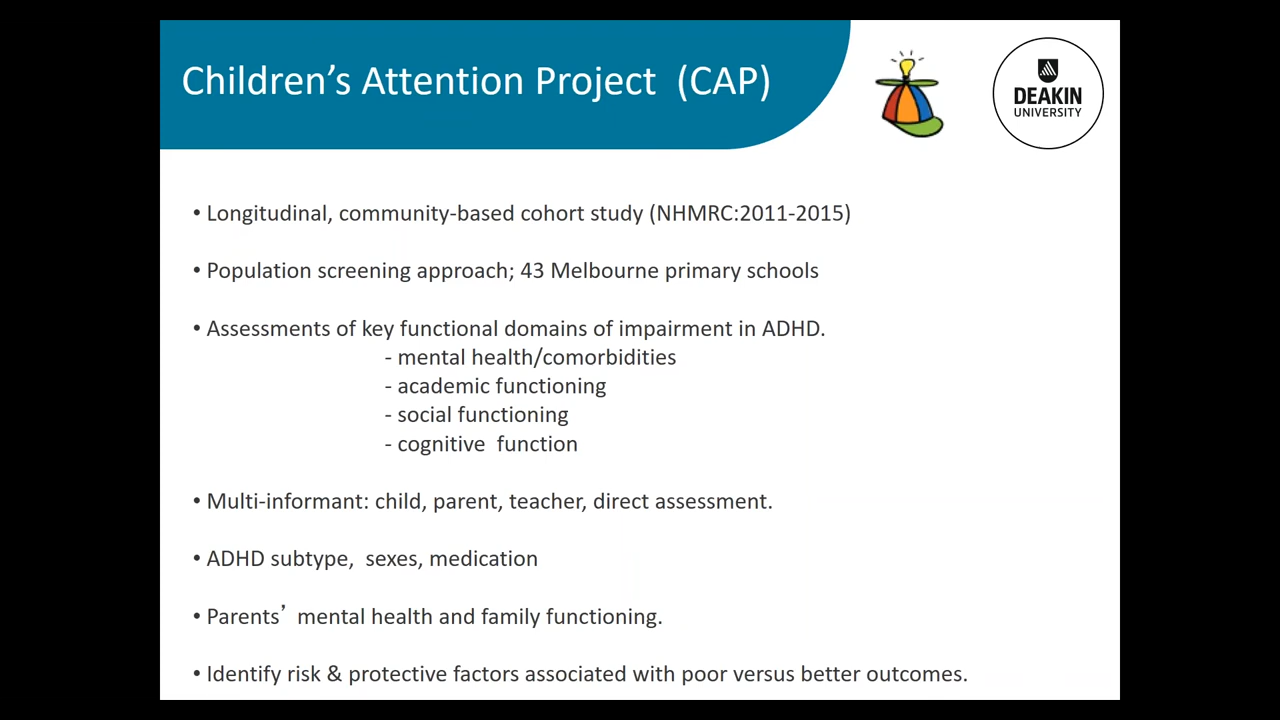 Children’s Attention Project  (CAP)
DEAKIN
UNIVERSITY
• Longitudinal, community-based cohort study (NHMRC:2011-2015)
• Population screening approach; 43 Melbourne primary schools
• Assessments of key functional domains of impairment in ADHD.
- mental health/comorbidities
- academic functioning
- social functioning
- cognitive  function
• Multi-informant: child, parent, teacher, direct assessment.
• ADHD subtype,  sexes, medication
• Parents’ mental health and family functioning.
• Identify risk & protective factors associated with poor versus better outcomes.